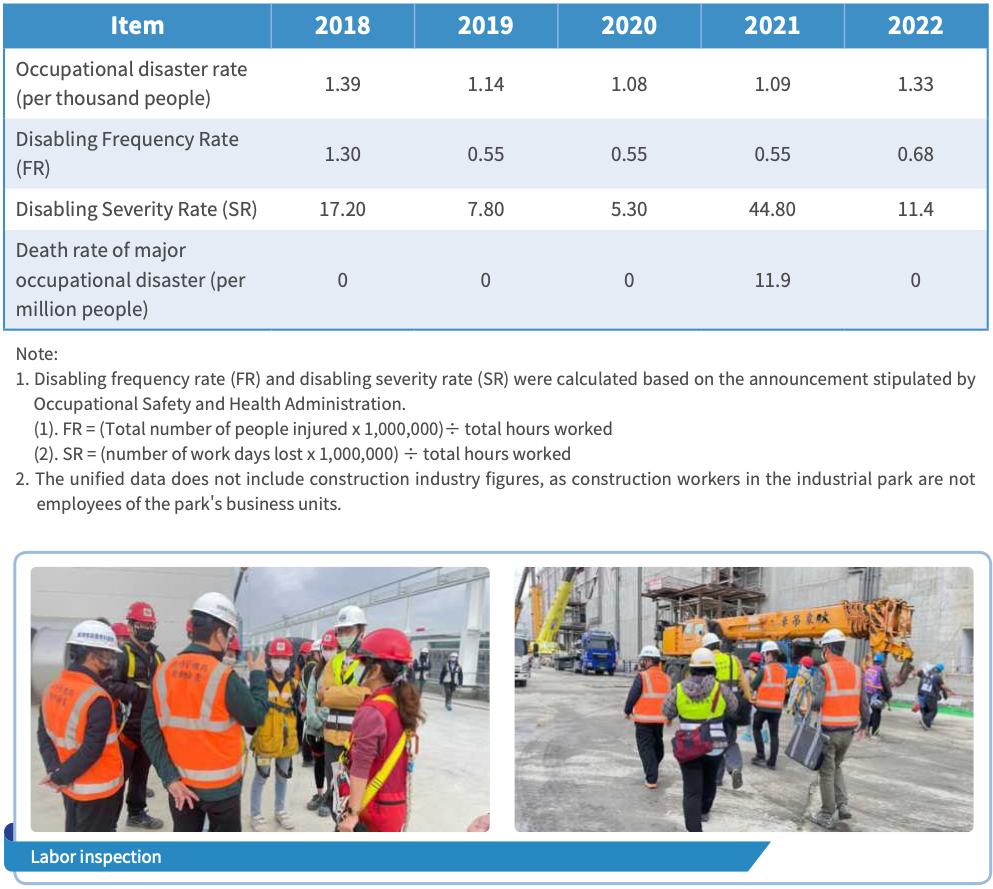 Item 2018 2019 2020 2021 2022
Occupational disaster rate
(per thousand people) 1.39 1.14 1.08 1.09 1.33
Disabling Frequency Rate
(FR) 1.30 0.55 0.55 0.55 0.68
Disabling Severity Rate (SR) 17.20 7.80 5.30 44.80 11.4
Death rate of major
occupational disaster (per
million people) 0 0 0 11.9 0
Note:
1. Disabling frequency rate (FR) and disabling severity rate (SR) were calculated based on the announcement stipulated by
Occupational Safety and Health Administration.
(1). FR = (Total number of people injured x 1,000,000)÷ total hours worked
(2). SR = (number of work days lost x 1,000,000) ÷ total hours worked
2. The unified data does not include construction industry figures, as construction workers in the industrial park are not
employees of the park's business units.
Labor inspection